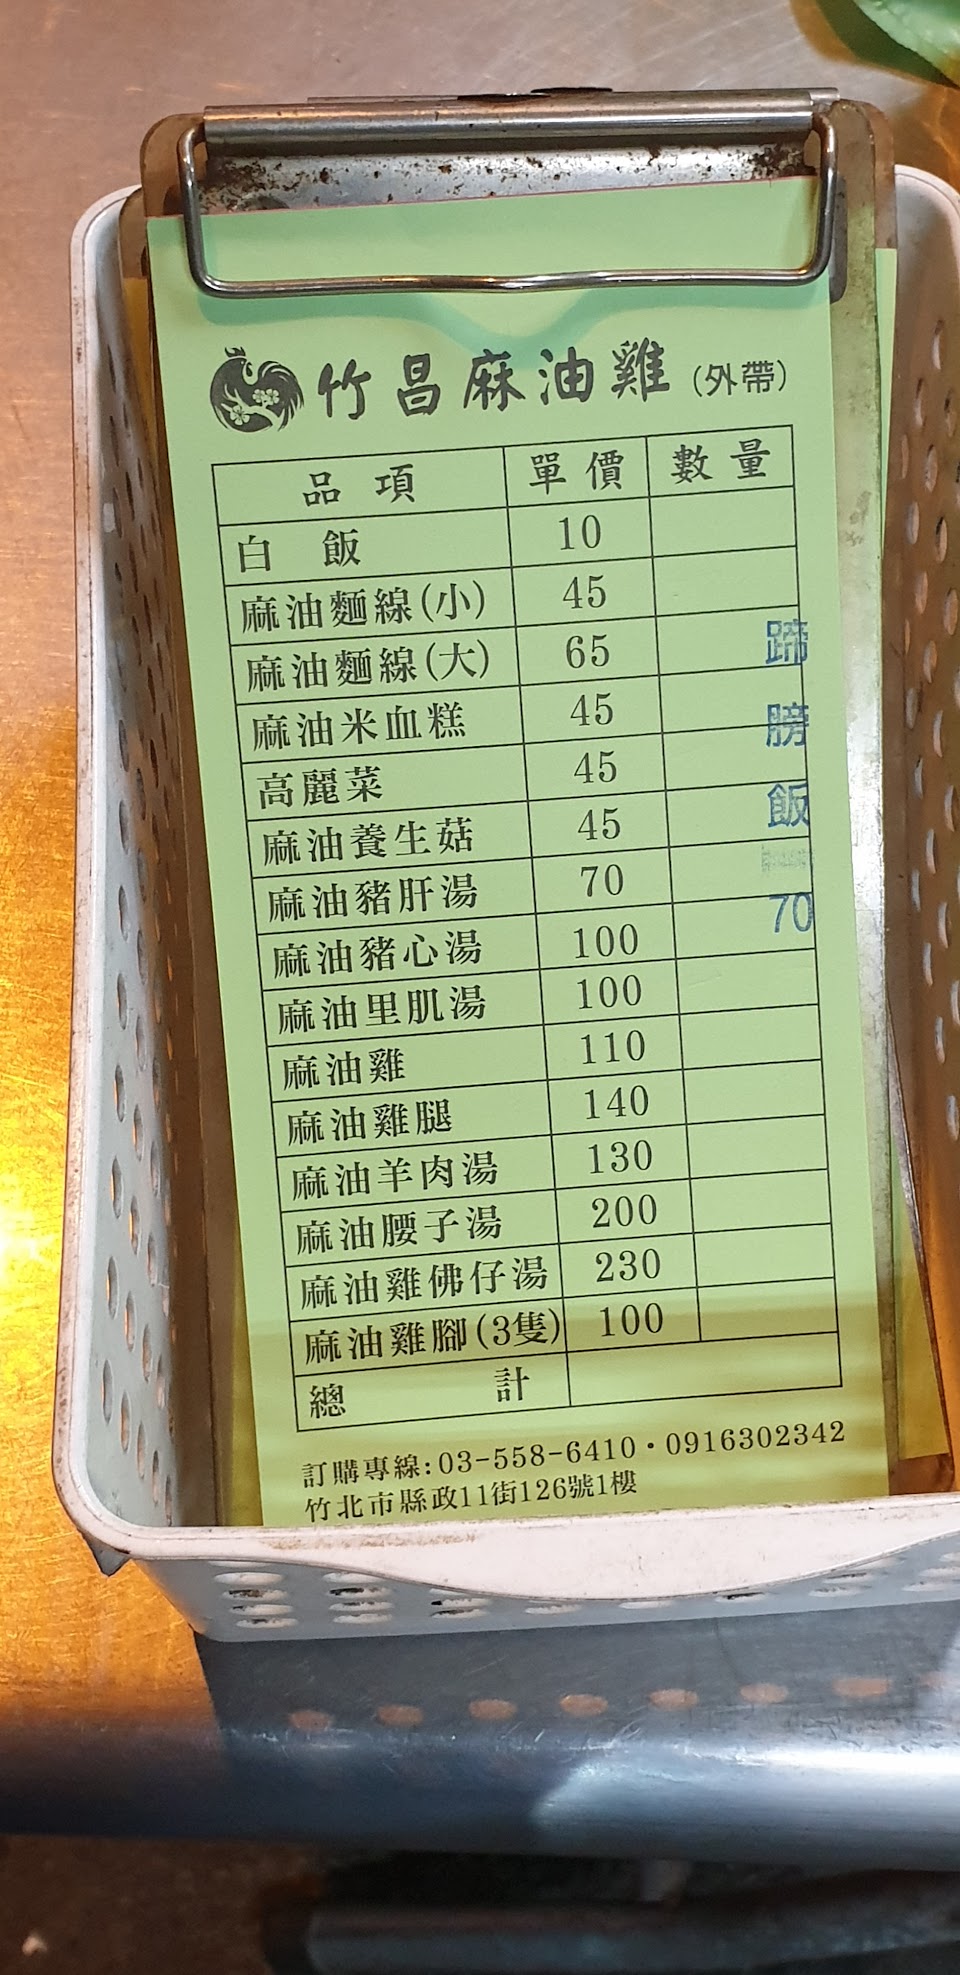 竹昌麻油雞(外帶)
品項 單價 數量
白 飯 10
麻油麵線(小) 45
麻油麵線(大) 65
麻油米血糕 45
高麗菜 45
麻油養生菇 45
麻油豬肝湯 70
麻油豬心湯 100
麻油里肌湯 100
麻油雞 110
麻油雞腿 140
麻油羊肉湯 130
麻油腰子湯 200
麻油雞佛仔湯 230
麻油雞腳(3隻) 100
總 計
蹄
膀
飯
70
訂購專線:03-558-6410·0916302342
竹北市縣政11街126號1樓